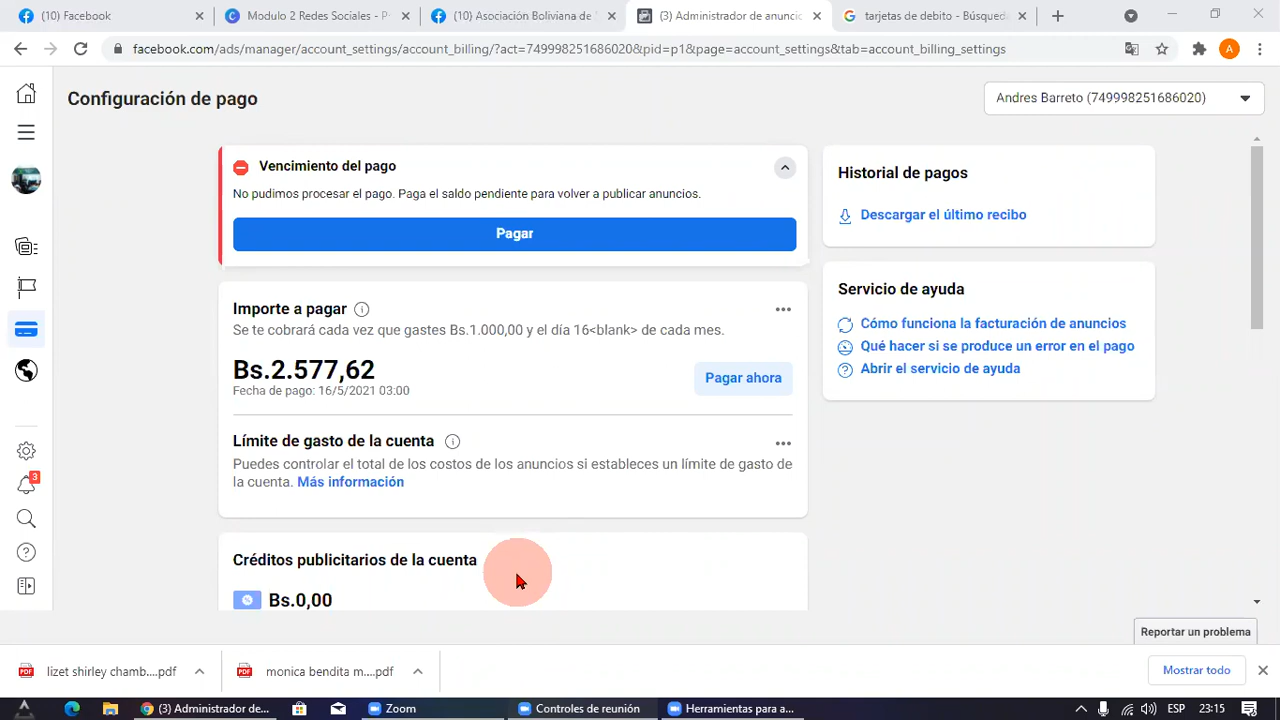 (10) Facebook
Modulo 2 Redes Sociales - P
(10) Asociación Boliviana de
(3) Administrador de anuncio
tarjetas de debito - Búsqued
facebook.com/ads/manager/account_settings/account_billing/?act=749998251686020&pid=p1&page=account_settings&tab=account_billing_settings
A
Configuración de pago
Andres Barreto (749998251686020)
Vencimiento del pago
No pudimos procesar el pago. Paga el saldo pendiente para volver a publicar anuncios.
Pagar
Historial de pagos
Descargar el último recibo
Importe a pagar
Se te cobrará cada vez que gastes Bs.1.000,00 y el día 16<blank> de cada mes.
Bs.2.577,62
Fecha de pago: 16/5/2021 03:00
Pagar ahora
Servicio de ayuda
Cómo funciona la facturación de anuncios
Qué hacer si se produce un error en el pago
Abrir el servicio de ayuda
Límite de gasto de la cuenta
Puedes controlar el total de los costos de los anuncios si estableces un límite de gasto de
la cuenta. Más información
3
Créditos publicitarios de la cuenta
Bs.0,00
Reportar un problema
PDF lizet shirley chamb....pdf
PDF monica bendita m....pdf
Mostrar todo
(3) Administrador de...
Zoom
Controles de reunión
Herramientas para a...
ESP
23:15